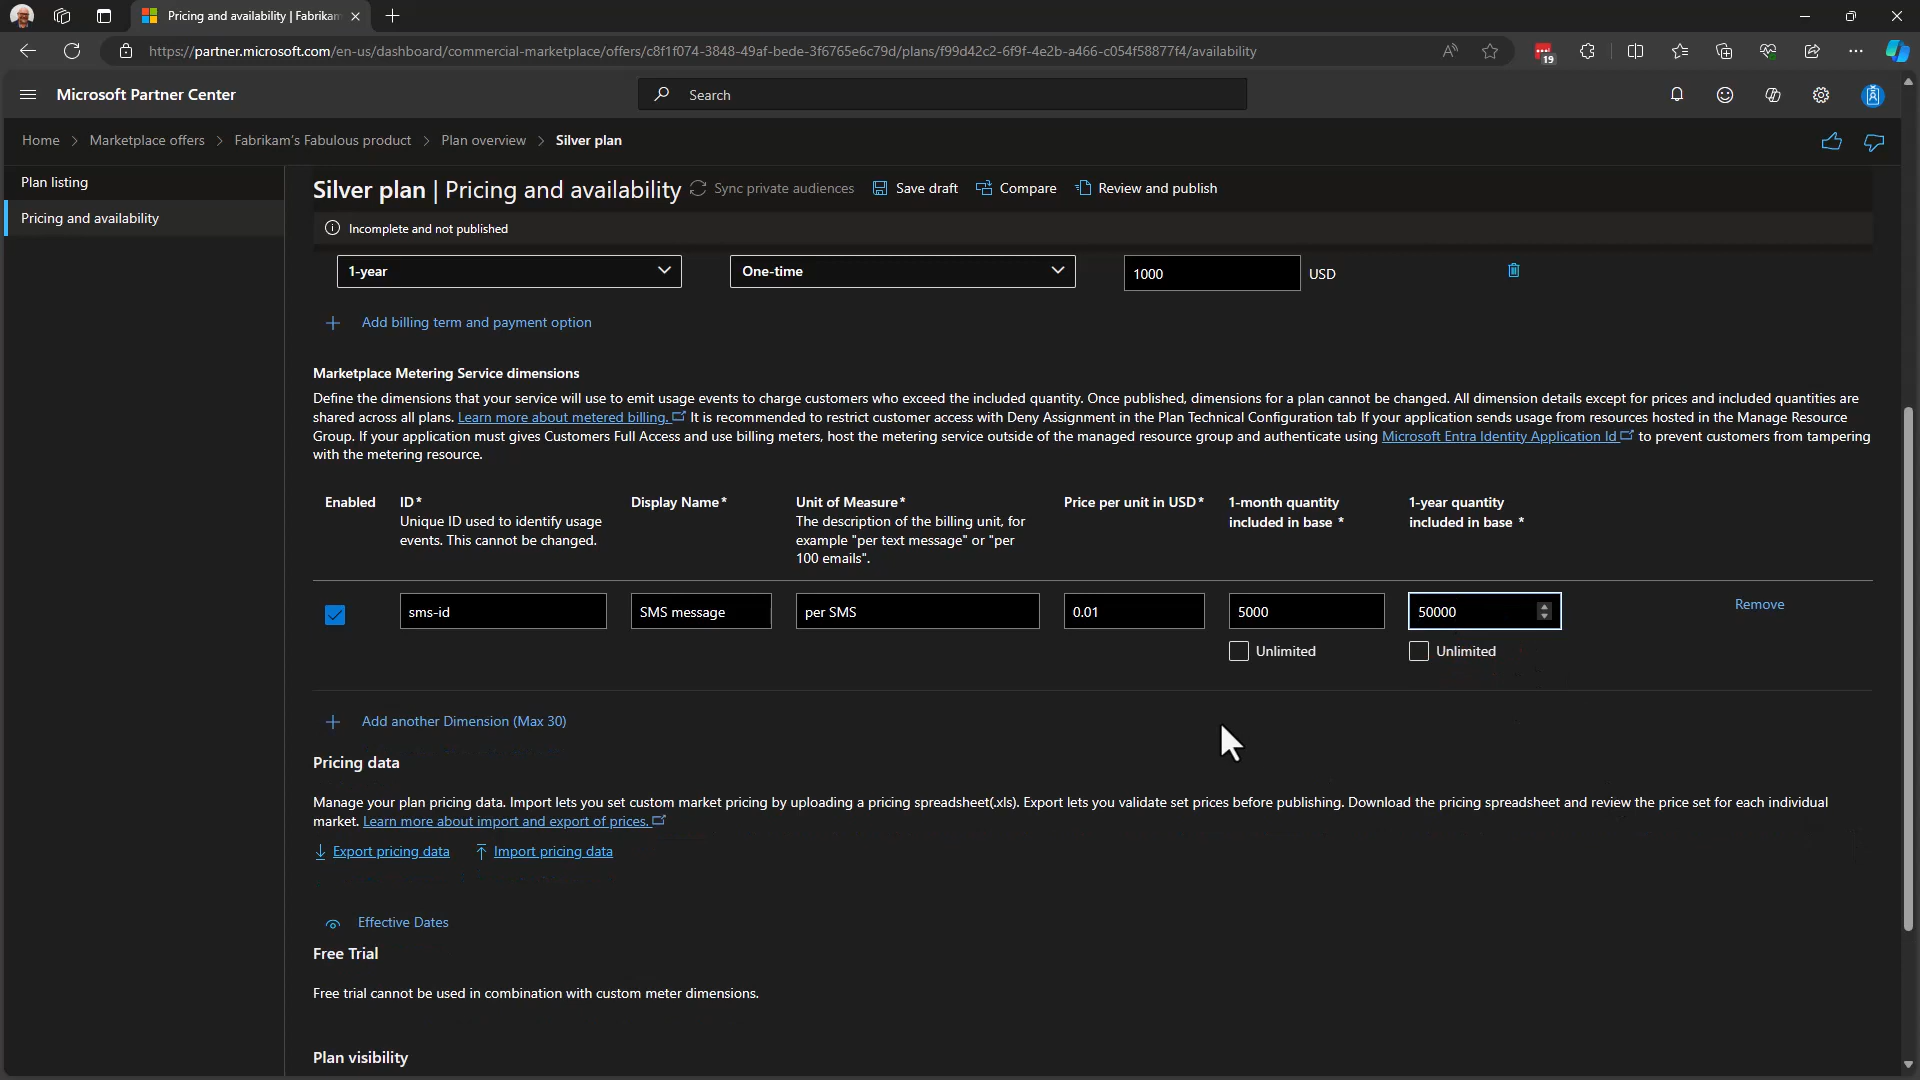 Pricing and availability | Fabrikam
https://partner.microsoft.com/en-us/dashboard/commercial-marketplace/offers/c8f1f074-3848-49af-bede-3f6765e6c79d/plans/f99d42c2-6f9f-4e2b-a466-c054f58877f4/availability
19
Microsoft Partner Center
Search
Home > Marketplace offers > Fabrikam's Fabulous product > Plan overview > Silver plan
Plan listing
Pricing and availability
Silver plan | Pricing and availability
Sync private audiences
Save draft
Compare
Review and publish
Incomplete and not published
1-year
One-time
1000
USD
Add billing term and payment option
Marketplace Metering Service dimensions
Define the dimensions that your service will use to emit usage events to charge customers who exceed the included quantity. Once published, dimensions for a plan cannot be changed. All dimension details except for prices and included quantities are
shared across all plans. Learn more about metered billing. It is recommended to restrict customer access with Deny Assignment in the Plan Technical Configuration tab If your application sends usage from resources hosted in the Manage Resource
Group. If your application must gives Customers Full Access and use billing meters, host the metering service outside of the managed resource group and authenticate using Microsoft Entra Identity Application Id to prevent customers from tampering
with the metering resource.
Enabled
ID*
Unique ID used to identify usage
events. This cannot be changed.
Display Name*
Unit of Measure*
The description of the billing unit, for
example "per text message" or "per
100 emails".
Price per unit in USD*
1-month quantity
included in base *
1-year quantity
included in base *
sms-id
SMS message
per SMS
0.01
5000
50000
Remove
Unlimited
Unlimited
Add another Dimension (Max 30)
Pricing data
Manage your plan pricing data. Import lets you set custom market pricing by uploading a pricing spreadsheet(.xls). Export lets you validate set prices before publishing. Download the pricing spreadsheet and review the price set for each individual
market. Learn more about import and export of prices.
Export pricing data
Import pricing data
Effective Dates
Free Trial
Free trial cannot be used in combination with custom meter dimensions.
Plan visibility